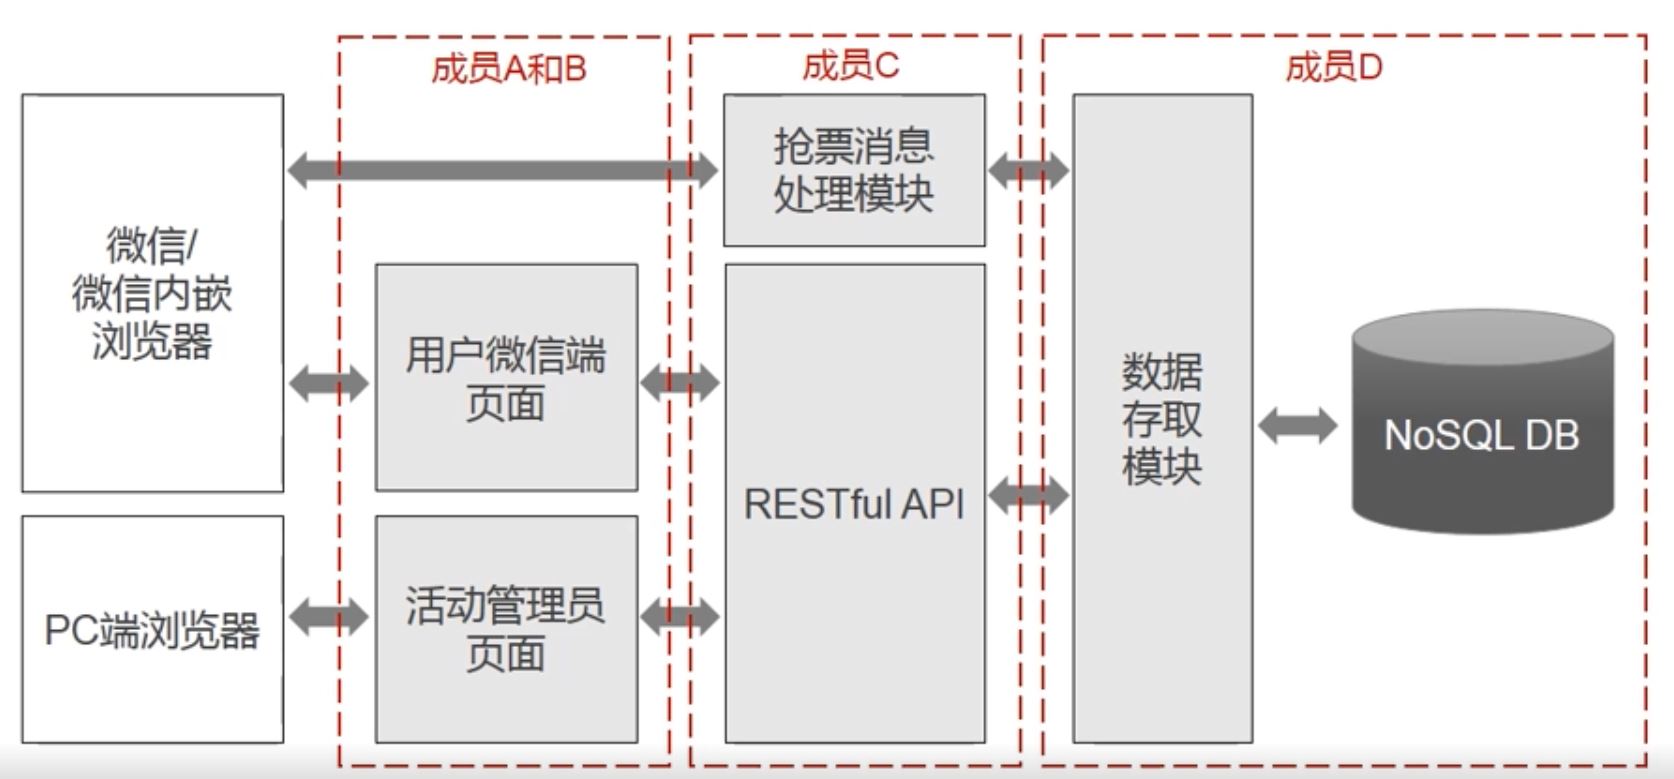 成员A和B
成员C
成员D
微信/
微信内嵌
浏览器
抢票消息
处理模块
用户微信端
页面
RESTful API
数据
存取
模块
NoSQL DB
PC端浏览器
活动管理员
页面